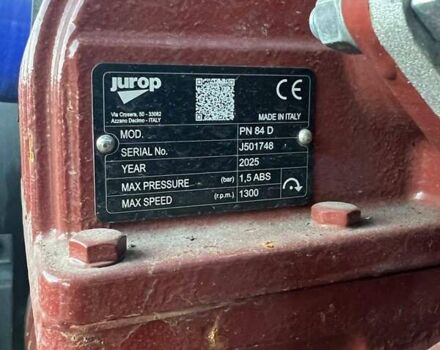 jurop
CE
Via Crosera, 50 - 33082
Azzano Decimo - ITALY
MADE IN ITALY
MOD. PN 84 D
SERIAL No. J501748
YEAR 2025
MAX PRESSURE (bar) 1,5 ABS
MAX SPEED (r.p.m.) 1300